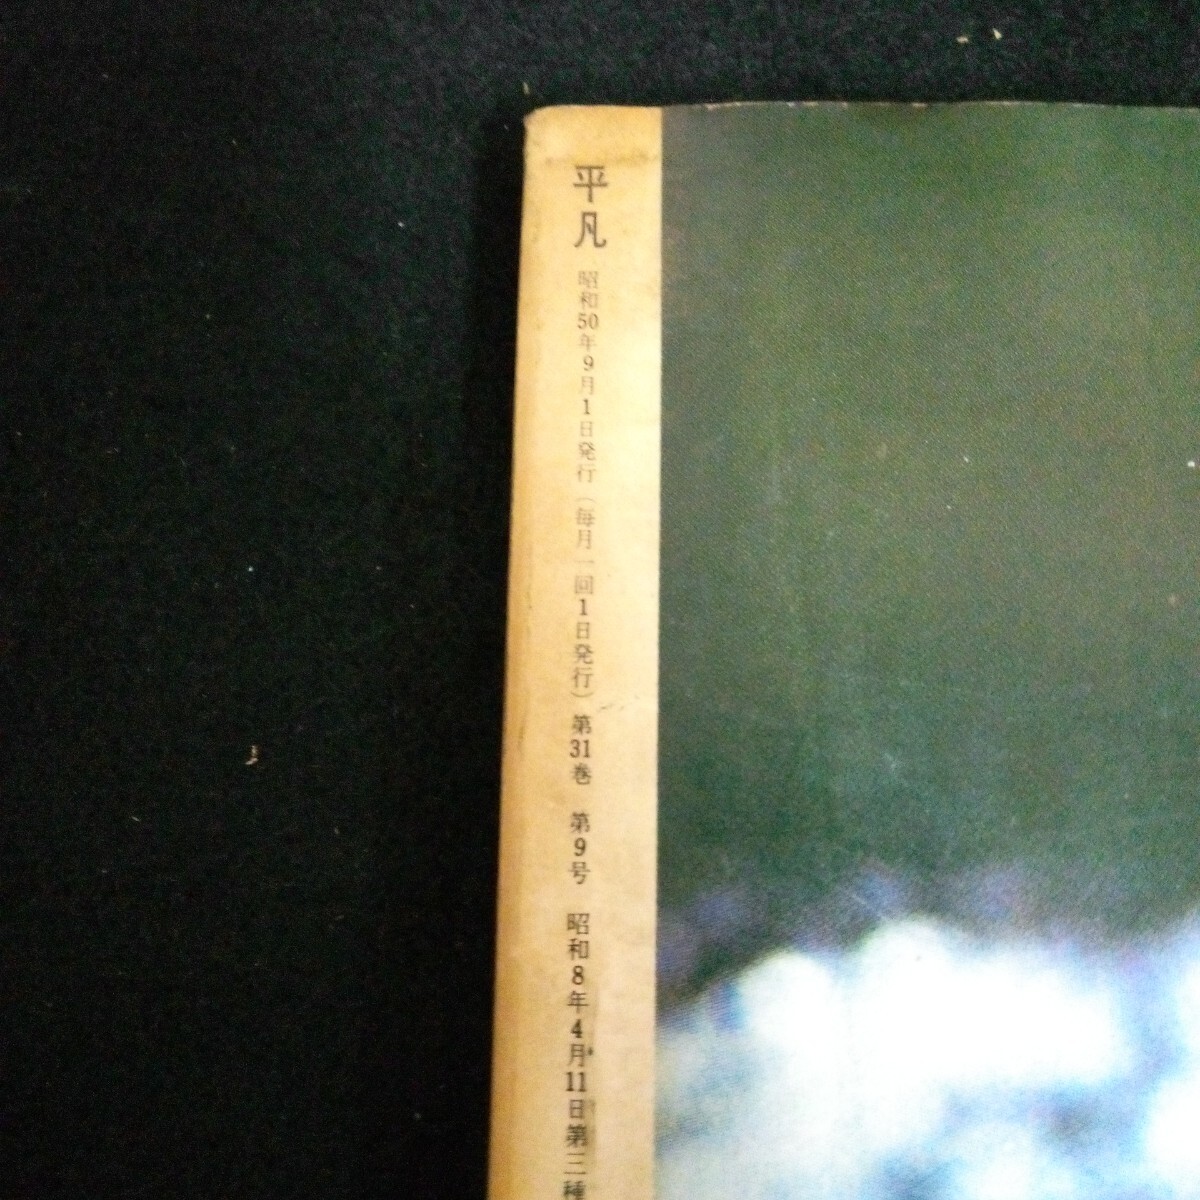 平凡 昭和50年9月1日発行（毎月一回1日発行）第31巻 第9号 昭和8年4月11日第三種